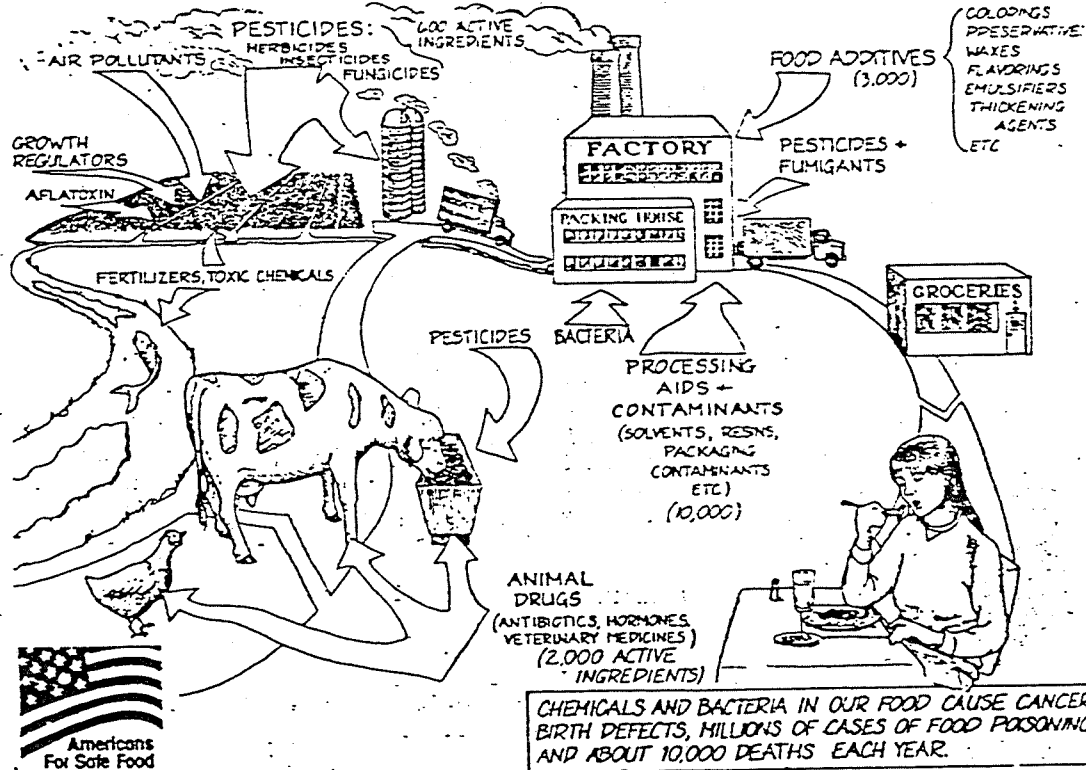 PESTICIDES:
HERBICIDES
INSECTICIDES
FUNGICIDES
600 ACTIVE
INGREDIENTS
AIR POLLUTANTS
GROWTH
REGULATORS
AFLATOXIN
FERTILIZERS, TOXIC CHEMICALS
FACTORY
PACKING HOUSE
FOOD ADDITIVES
(3,000)
COLORINGS
PRESERVATIVE
WAXES
FLAVORINGS
EMULSIFIERS
THICKENING
AGENTS
ETC
PESTICIDES +
FUMIGANTS
GROCERIES
PESTICIDES
BACTERIA
PROCESSING
AIDS +
CONTAMINANTS
(SOLVENTS, RESNS,
PACKAGING
CONTAMINANTS
ETC)
(10,000)
ANIMAL
DRUGS
(ANTIBIOTICS, HORMONES
VETERINARY MEDICINES)
(2,000 ACTIVE
INGREDIENTS)
Americans
For Safe Food
CHEMICALS AND BACTERIA IN OUR FOOD CAUSE CANCER
BIRTH DEFECTS, MILLIONS OF CASES OF FOOD POISONING
AND ABOUT 10,000 DEATHS EACH YEAR.